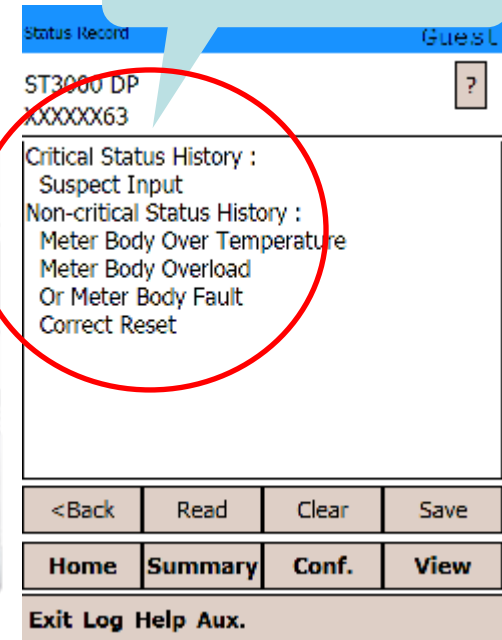 Status Record Guest
ST3000 DP ?
XXXXXX63
Critical Status History :
Suspect Input
Non-critical Status History :
Meter Body Over Temperature
Meter Body Overload
Or Meter Body Fault
Correct Reset
<Back Read Clear Save
Home Summary Conf. View
Exit Log Help Aux.